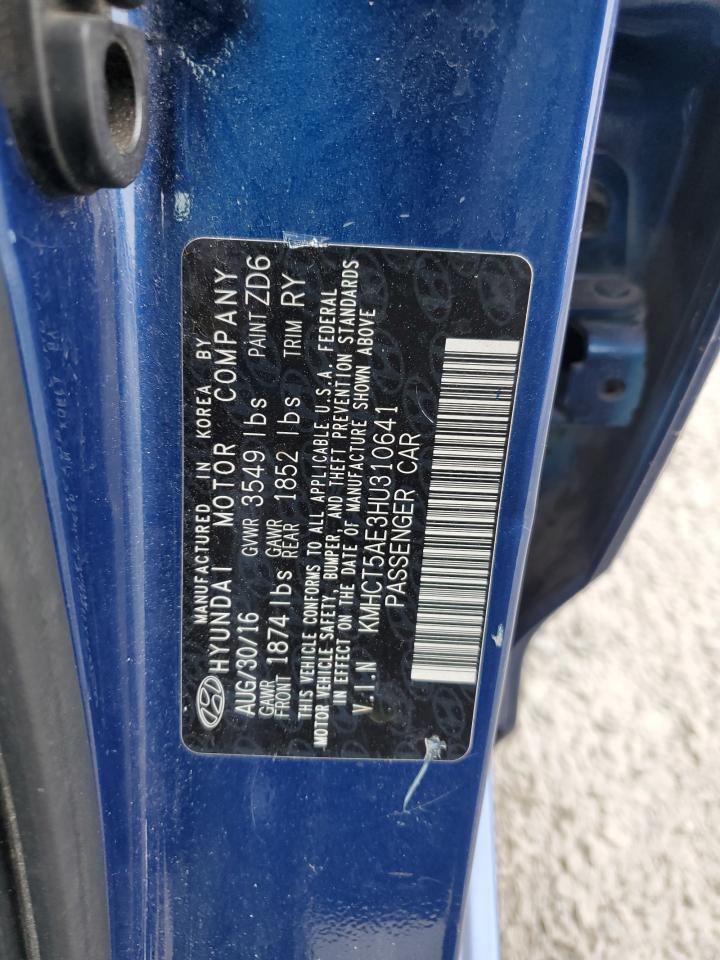 MANUFACTURED IN KOREA BY
HYUNDAI MOTOR COMPANY
AUG/30/16 GVWR 3549 lbs PAINT ZD6
GAWR FRONT 1874 lbs GAWR REAR 1852 lbs TRIM RY
THIS VEHICLE CONFORMS TO ALL APPLICABLE U.S.A. FEDERAL
MOTOR VEHICLE SAFETY, BUMPER, AND THEFT PREVENTION STANDARDS
IN EFFECT ON THE DATE OF MANUFACTURE SHOWN ABOVE
V.I.N KMHCT5AE3HU310641
PASSENGER CAR